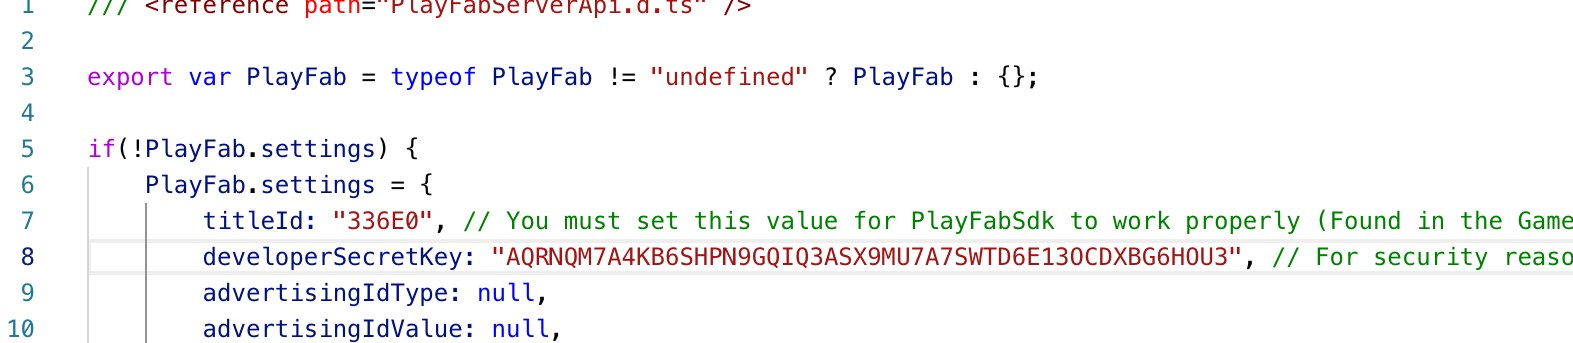 1 /// <reference path="PlayFabServerApi.d.ts" />
2
3 export var PlayFab = typeof PlayFab != "undefined" ? PlayFab : {};
4
5 if(!PlayFab.settings) {
6 PlayFab.settings = {
7 titleId: "336E0", // You must set this value for PlayFabSdk to work properly (Found in the Game
8 developerSecretKey: "AQRNQM7A4KB6SHPN9GQIQ3ASX9MU7A7SWTD6E13OCDXBG6HOU3", // For security reaso
9 advertisingIdType: null,
10 advertisingIdValue: null,